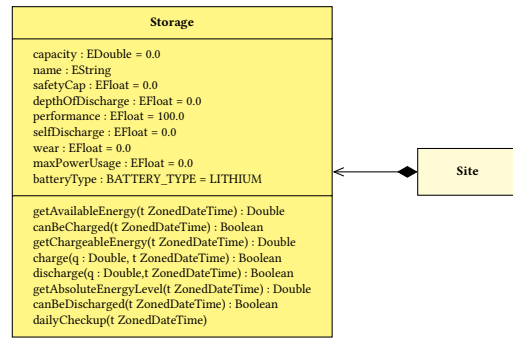 Storage
capacity : EDouble = 0.0
name : EString
safetyCap : EFloat = 0.0
depthOfDischarge : EFloat = 0.0
performance : EFloat = 100.0
selfDischarge : EFloat = 0.0
wear : EFloat = 0.0
maxPowerUsage : EFloat = 0.0
batteryType : BATTERY_TYPE = LITHIUM
getAvailableEnergy(t ZonedDateTime) : Double
canBeCharged(t ZonedDateTime) : Boolean
getChargeableEnergy(t ZonedDateTime) : Double
charge(q : Double, t ZonedDateTime) : Boolean
discharge(q : Double,t ZonedDateTime) : Boolean
getAbsoluteEnergyLevel(t ZonedDateTime) : Double
canBeDischarged(t ZonedDateTime) : Boolean
dailyCheckup(t ZonedDateTime)
Site